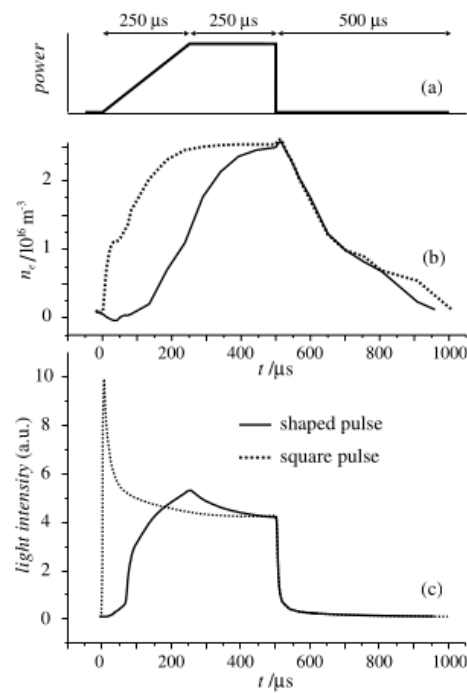 250 μs 250 μs 500 μs
power
(a)
n_e/10^16 m^-3
2
1
0
(b)
0 200 400 600 800 1000
t/μs
light intensity (a.u.)
10
8
6
4
2
0
shaped pulse
square pulse
(c)
0 200 400 600 800 1000
t/μs